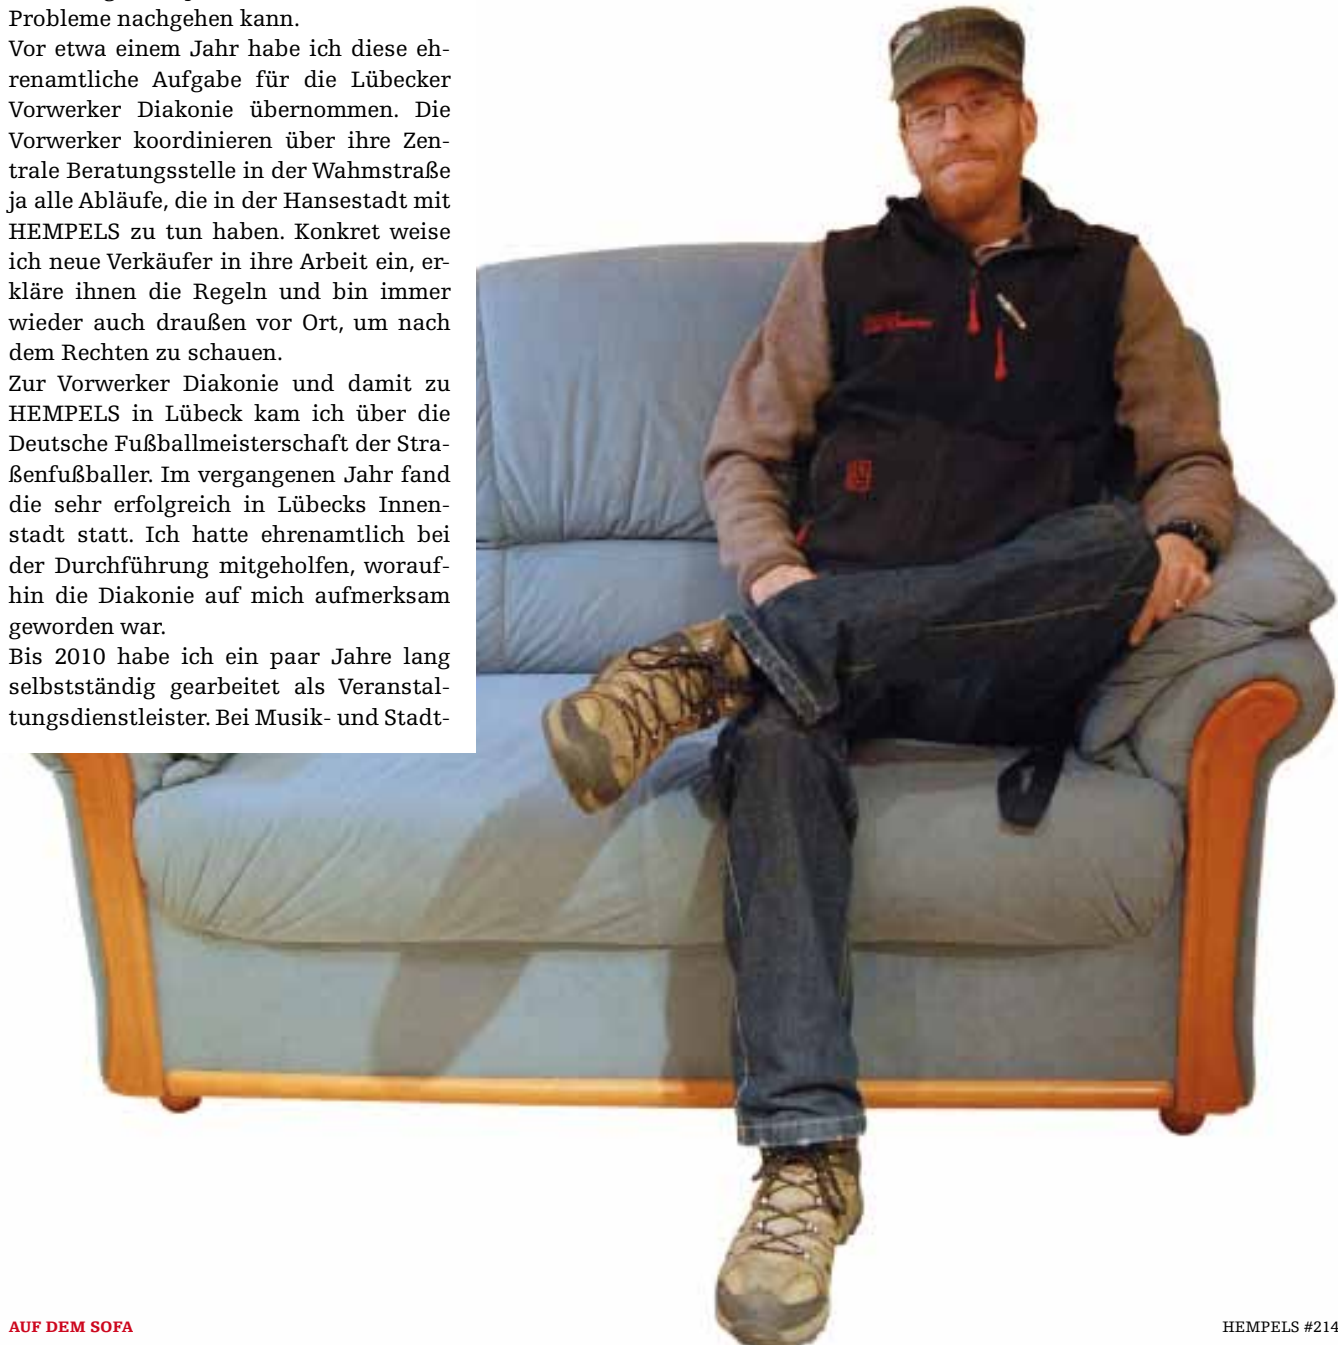 Probleme nachgehen kann.
Vor etwa einem Jahr habe ich diese eh-
renamtliche Aufgabe für die Lübecker
Vorwerker Diakonie übernommen. Die
Vorwerker koordinieren über ihre Zen-
trale Beratungsstelle in der Wahmstraße
ja alle Abläufe, die in der Hansestadt mit
HEMPELS zu tun haben. Konkret weise
ich neue Verkäufer in ihre Arbeit ein, er-
kläre ihnen die Regeln und bin immer
wieder auch draußen vor Ort, um nach
dem Rechten zu schauen.
Zur Vorwerker Diakonie und damit zu
HEMPELS in Lübeck kam ich über die
Deutsche Fußballmeisterschaft der Stra-
ßenfußballer. Im vergangenen Jahr fand
die sehr erfolgreich in Lübecks Innen-
stadt statt. Ich hatte ehrenamtlich bei
der Durchführung mitgeholfen, worauf-
hin die Diakonie auf mich aufmerksam
geworden war.
Bis 2010 habe ich ein paar Jahre lang
selbstständig gearbeitet als Veranstal-
tungsdienstleister. Bei Musik- und Stadt-
AUF DEM SOFA
HEMPELS #214